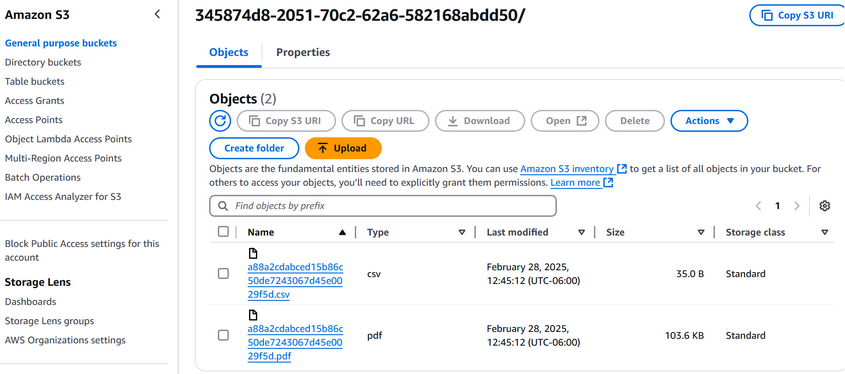 Amazon S3
General purpose buckets
Directory buckets
Table buckets
Access Grants
Access Points
Object Lambda Access Points
Multi-Region Access Points
Batch Operations
IAM Access Analyzer for S3
Block Public Access settings for this
account
Storage Lens
Dashboards
Storage Lens groups
AWS Organizations settings
345874d8-2051-70c2-62a6-582168abdd50/
Copy S3 URI
Objects
Properties
Objects (2)
Copy S3 URI
Copy URL
Download
Open
Delete
Actions
Create folder
Upload
Objects are the fundamental entities stored in Amazon S3. You can use Amazon S3 inventory to get a list of all objects in your bucket. For
others to access your objects, you'll need to explicitly grant them permissions. Learn more
Find objects by prefix
1
Name
Type
Last modified
Size
Storage class
a88a2cdabced15b86c
50de7243067d45e00
29f5d.csv
csv
February 28, 2025,
12:45:12 (UTC-06:00)
35.0 B
Standard
a88a2cdabced15b86c
50de7243067d45e00
29f5d.pdf
pdf
February 28, 2025,
12:45:12 (UTC-06:00)
103.6 KB
Standard